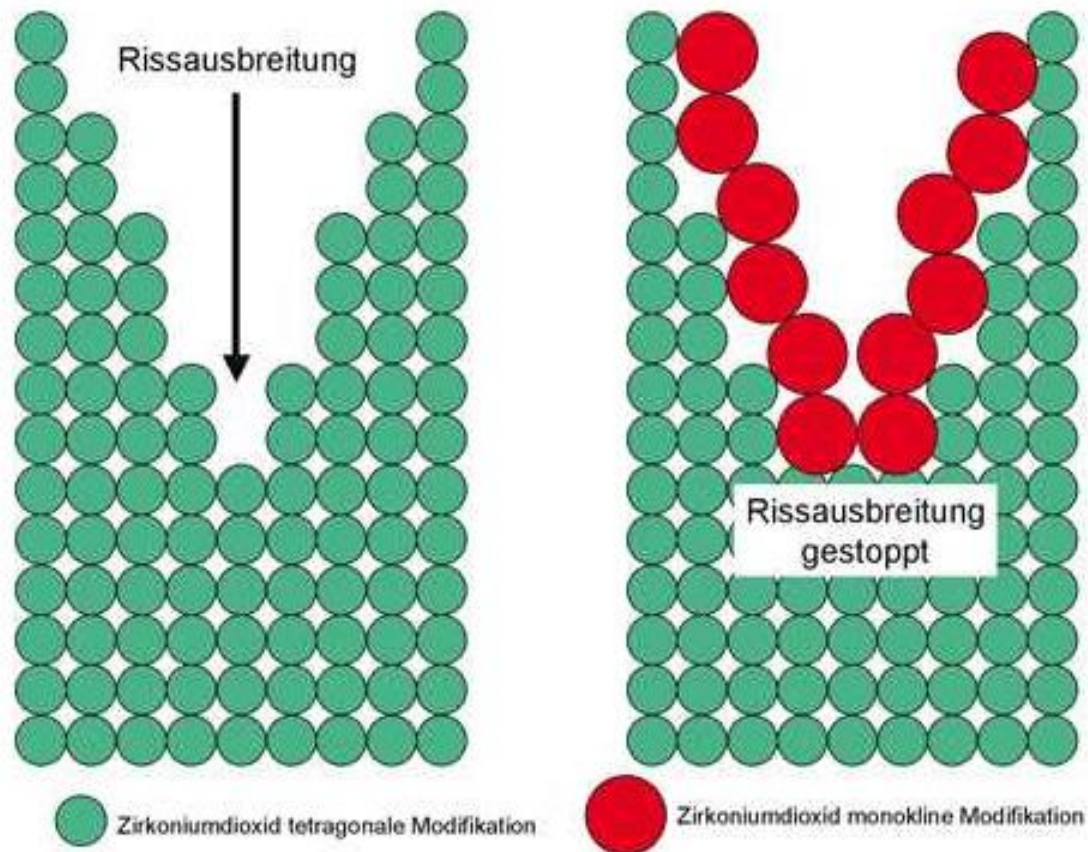 Rissausbreitung
Rissausbreitung
gestoppt
Zirkoniumdioxid tetragonale Modifikation
Zirkoniumdioxid monokline Modifikation